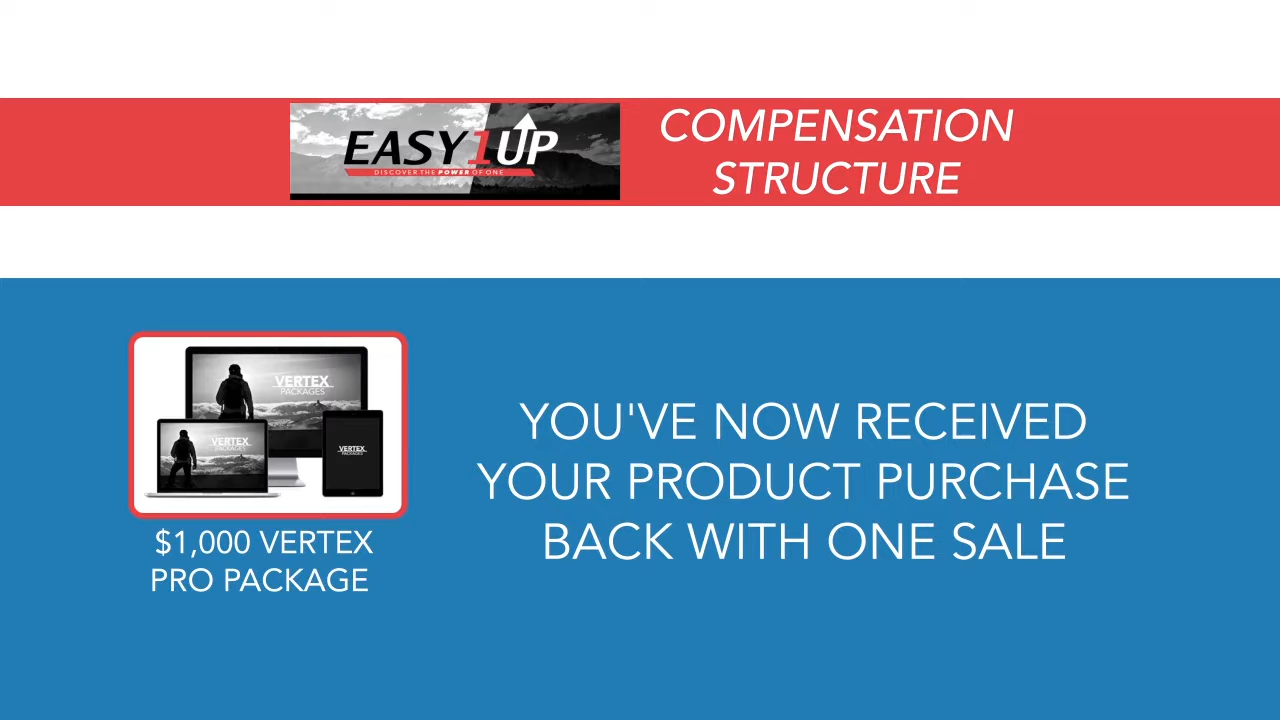 EASY1UP
DISCOVER THE POWER OF ONE
COMPENSATION
STRUCTURE
VERTEX
PACKAGES
VERTEX
PACKAGES
VERTEX
PACKAGES
$1,000 VERTEX
PRO PACKAGE
YOU'VE NOW RECEIVED
YOUR PRODUCT PURCHASE
BACK WITH ONE SALE